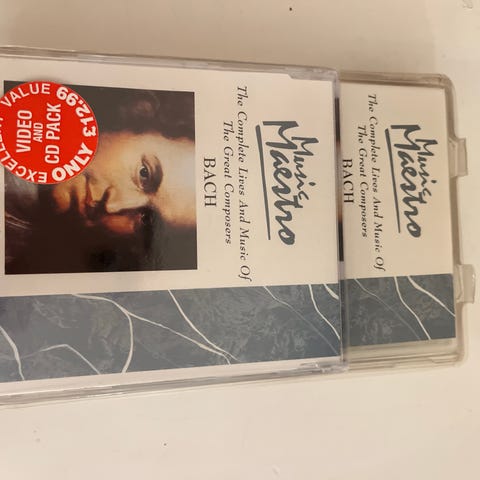 Music
Maestro
The Complete Lives And Music Of
The Great Composers
BACH
EXCELLENT VALUE
VIDEO
AND
CD PACK
ONLY £12.99
Music
Maestro
The Complete Lives And Music Of
The Great Composers
BACH